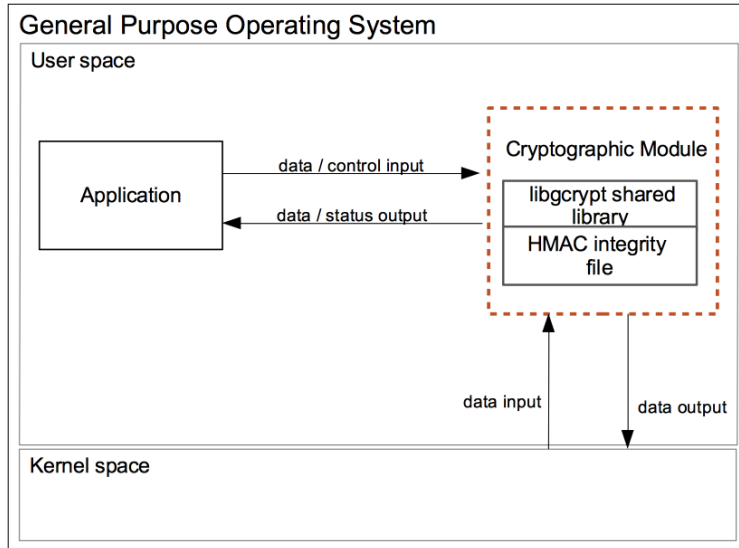 General Purpose Operating System
User space
Application
data / control input
data / status output
Cryptographic Module
libgcrypt shared
library
HMAC integrity
file
data input
data output
Kernel space